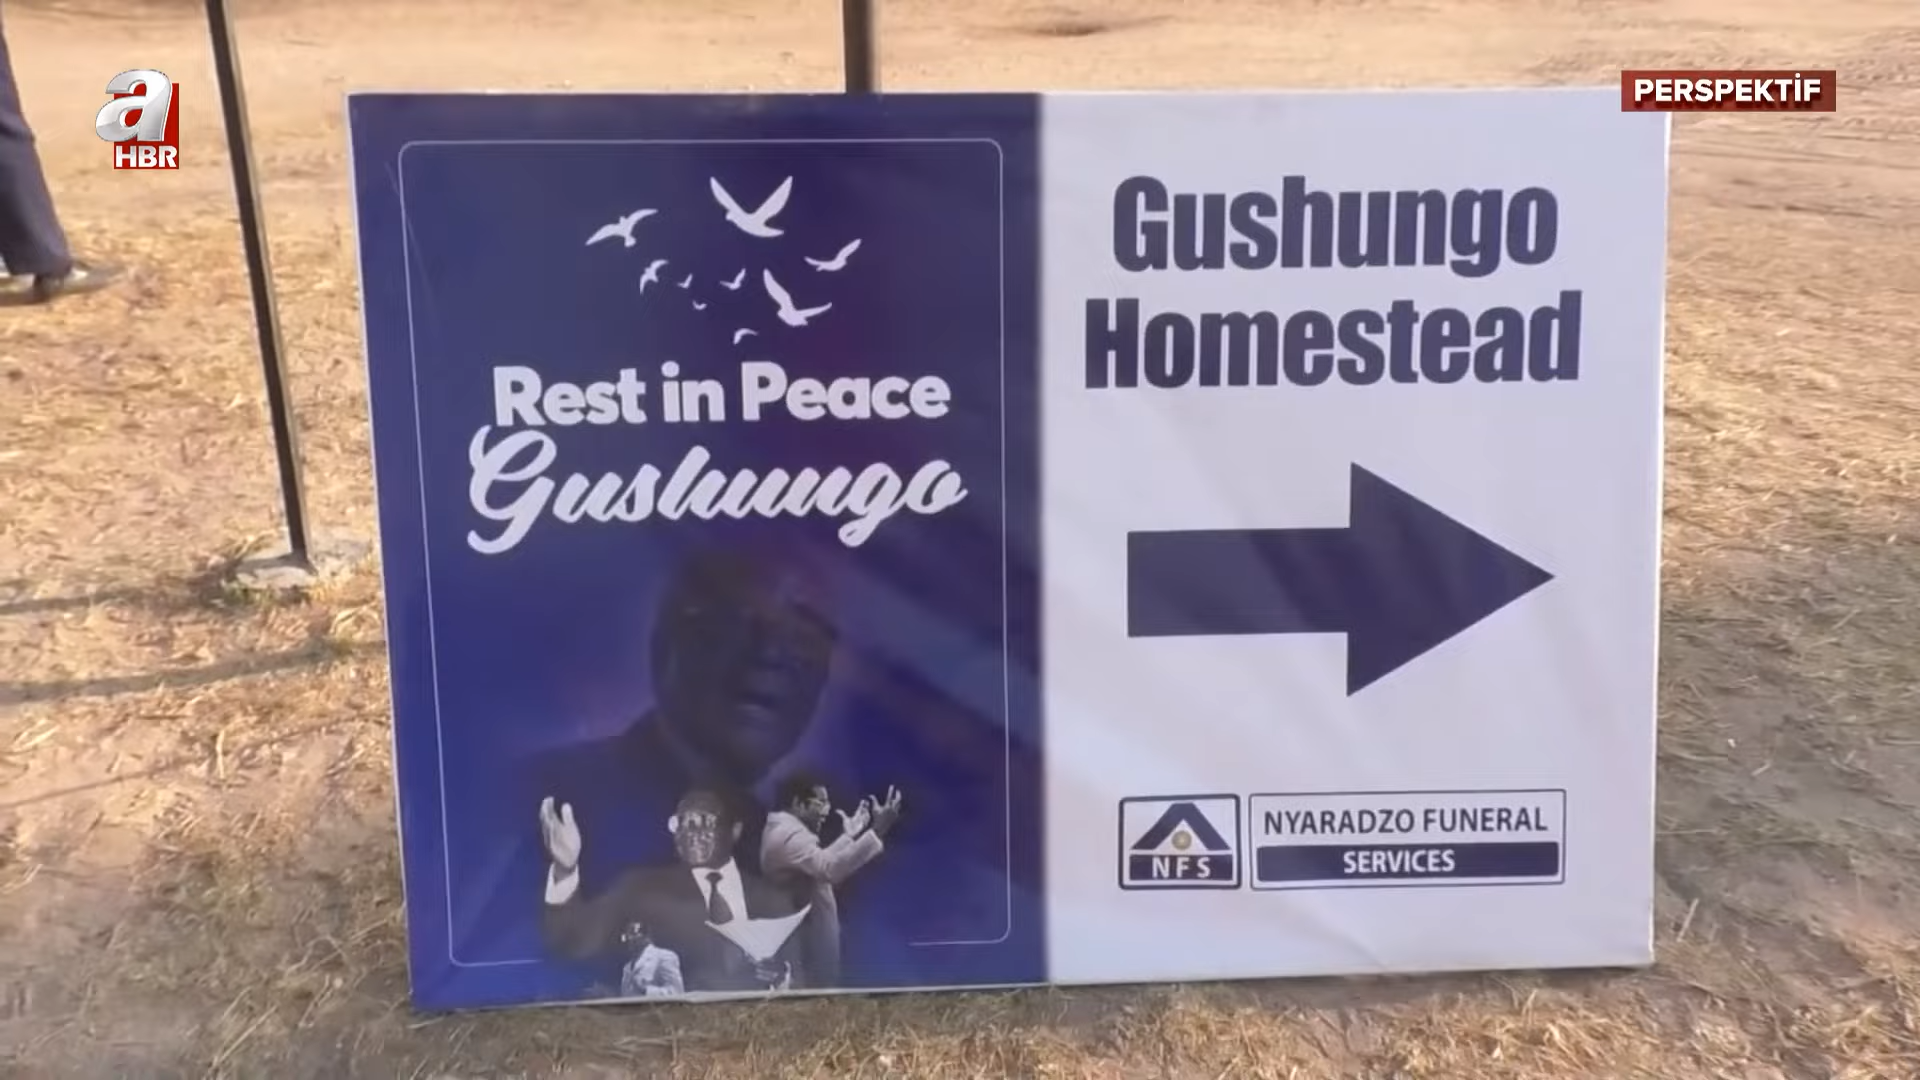 a
HBR
PERSPEKTİF
Rest in Peace
Gushungo
Gushungo
Homestead
NFS
NYARADZO FUNERAL
SERVICES